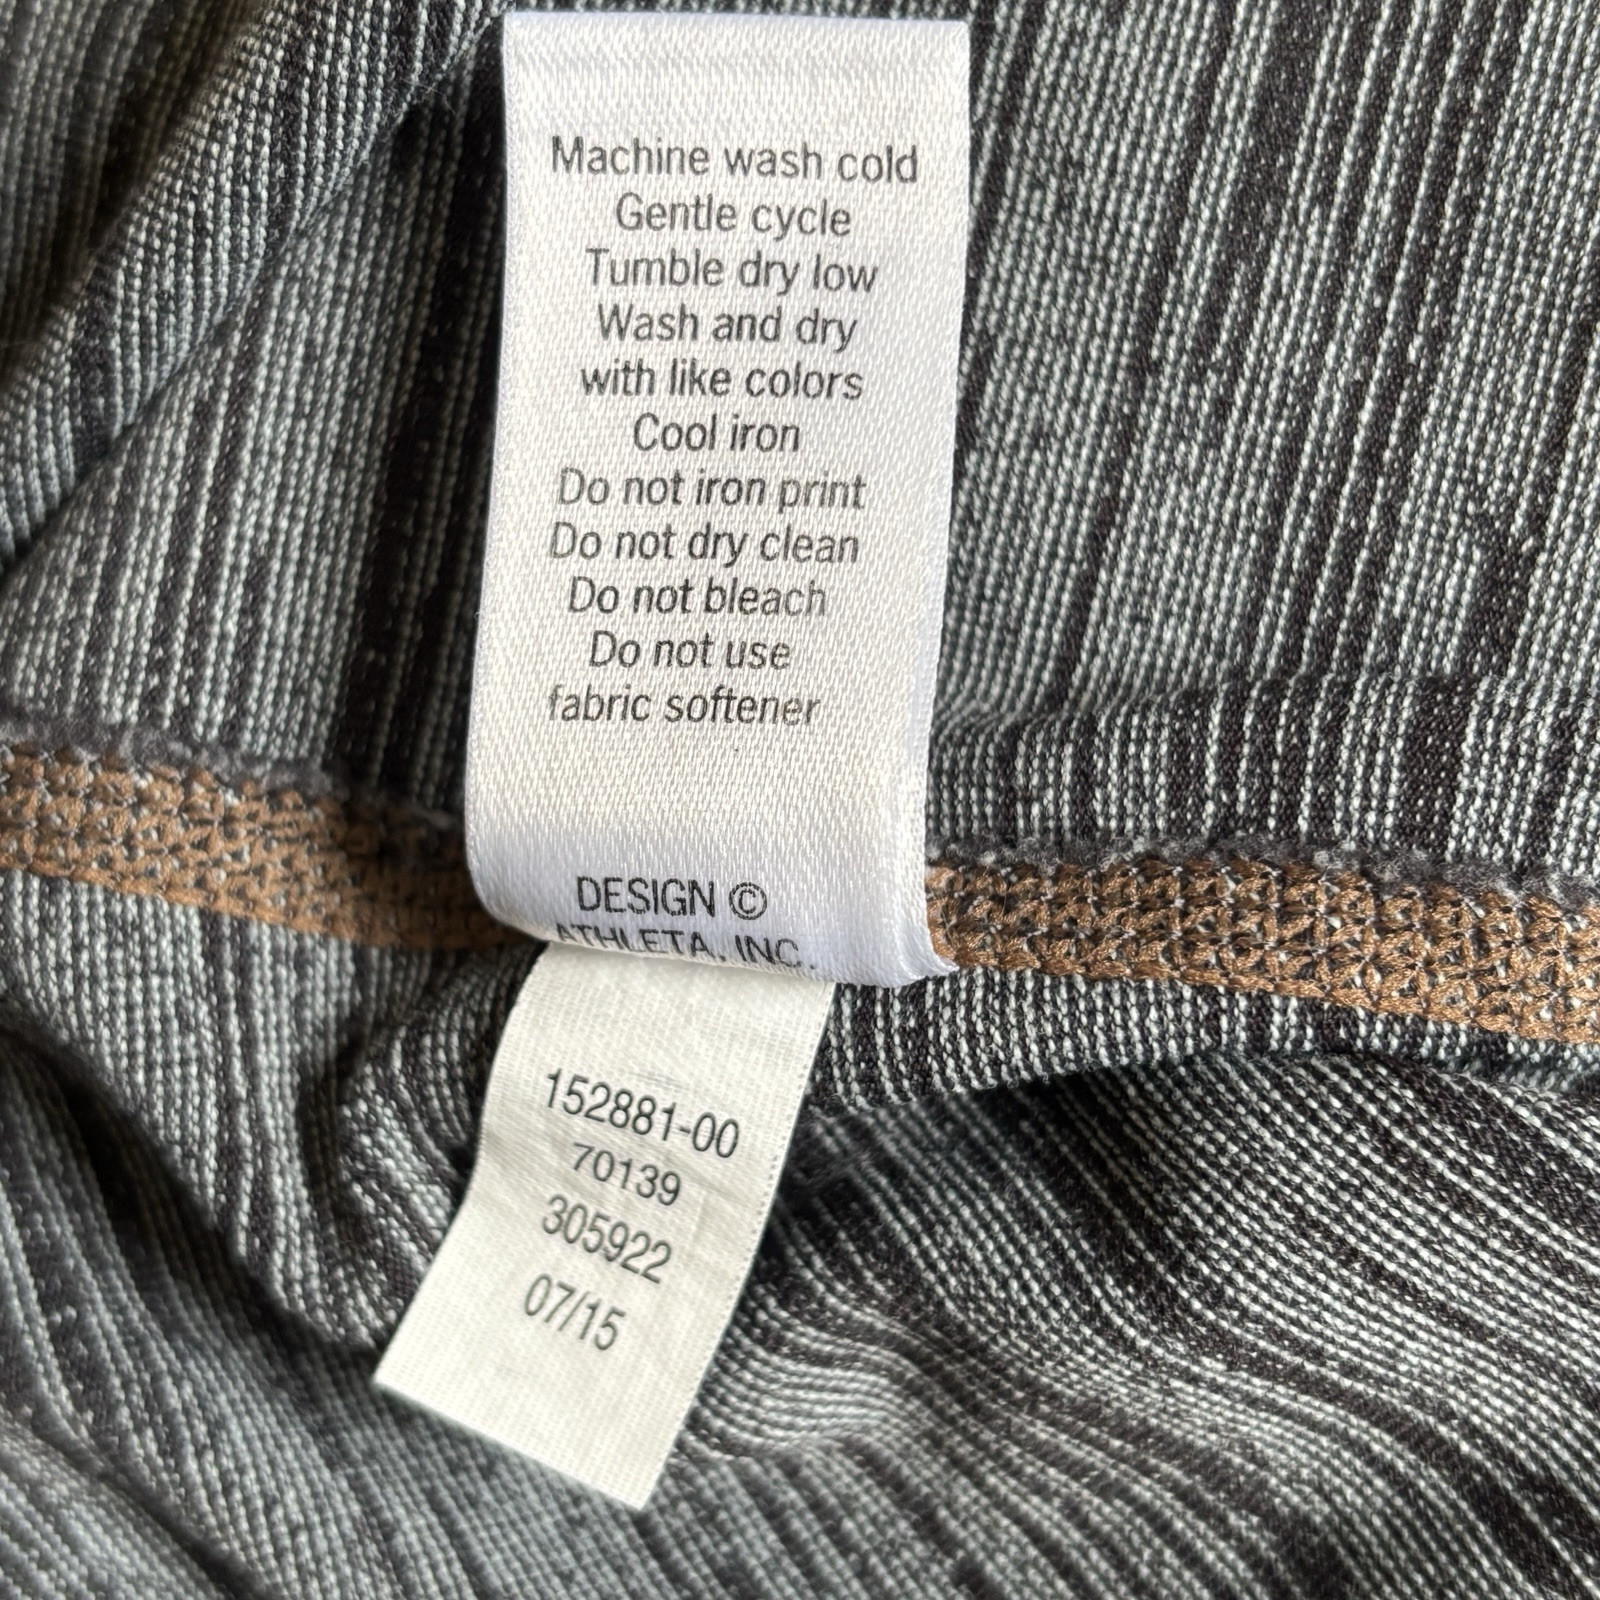 Machine wash cold
Gentle cycle
Tumble dry low
Wash and dry
with like colors
Cool iron
Do not iron print
Do not dry clean
Do not bleach
Do not use
fabric softener
DESIGN ©
ATHLETA, INC.
152881-00
70139
305922
07/15